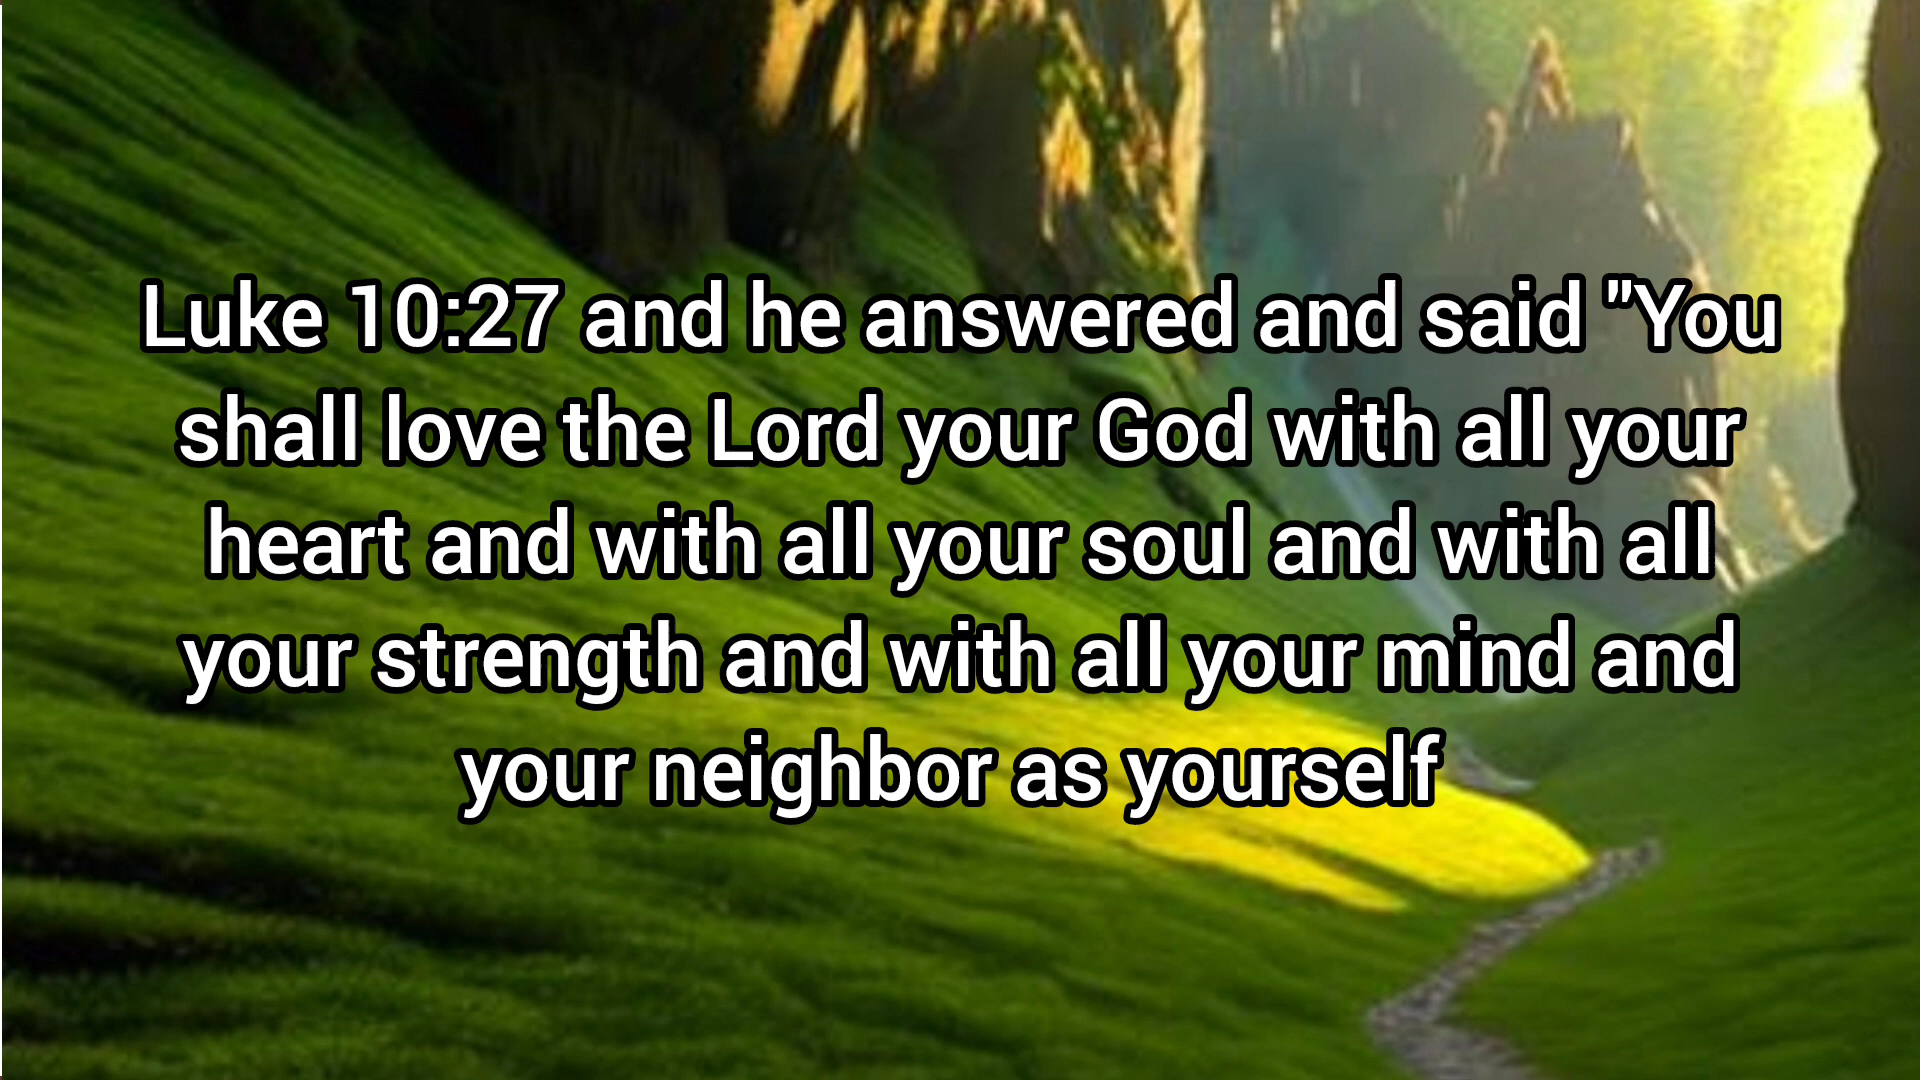 Luke 10:27 and he answered and said "You
shall love the Lord your God with all your
heart and with all your soul and with all
your strength and with all your mind and
your neighbor as yourself